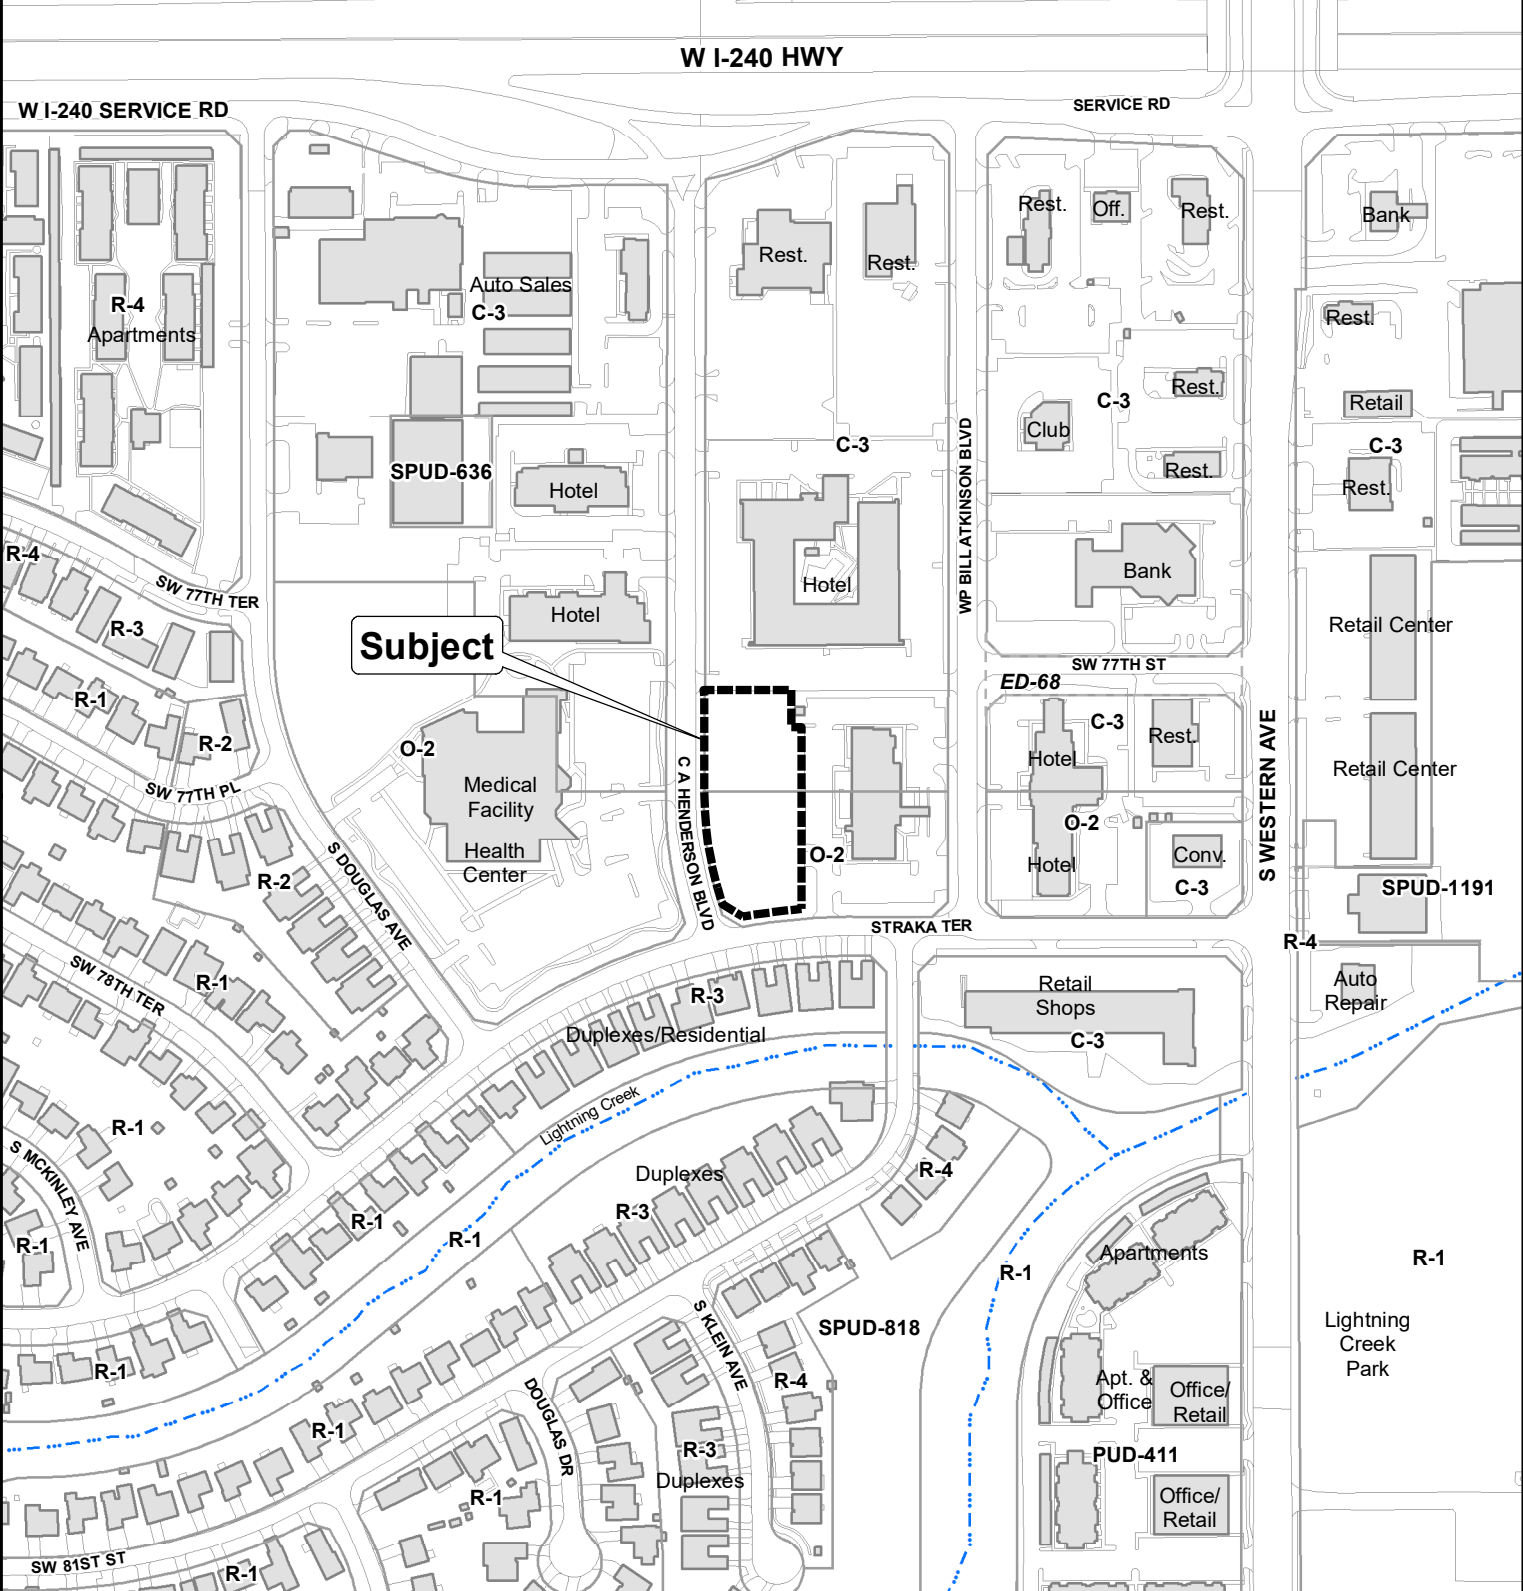 W I-240 HWY
W I-240 SERVICE RD
SERVICE RD
Rest.
Off.
Rest.
Bank
Rest.
Rest.
Auto Sales
C-3
R-4
Apartments
Rest.
Rest.
C-3
Retail
Club
C-3
C-3
Rest.
SPUD-636
Hotel
Rest.
WP BILL ATKINSON BLVD
R-4
Bank
Hotel
SW 77TH TER
Hotel
R-3
Retail Center
Subject
SW 77TH ST
ED-68
R-1
C-3
R-2
O-2
Rest.
Hotel
S WESTERN AVE
Retail Center
SW 77TH PL
Medical
Facility
C A HENDERSON BLVD
O-2
Health
Center
O-2
Hotel
Conv.
C-3
R-2
S DOUGLAS AVE
SPUD-1191
STRAKA TER
R-4
SW 78TH TER
R-1
R-3
Retail
Shops
Auto
Repair
Duplexes/Residential
C-3
Lightning Creek
R-1
S MCKINLEY AVE
Duplexes
R-4
R-3
R-1
R-1
R-1
Apartments
R-1
R-1
SPUD-818
S KLEIN AVE
Lightning
Creek
Park
R-1
R-4
Apt. &
Office
Office/
Retail
DOUGLAS DR
R-1
R-3
Duplexes
PUD-411
R-1
Office/
Retail
SW 81ST ST
R-1